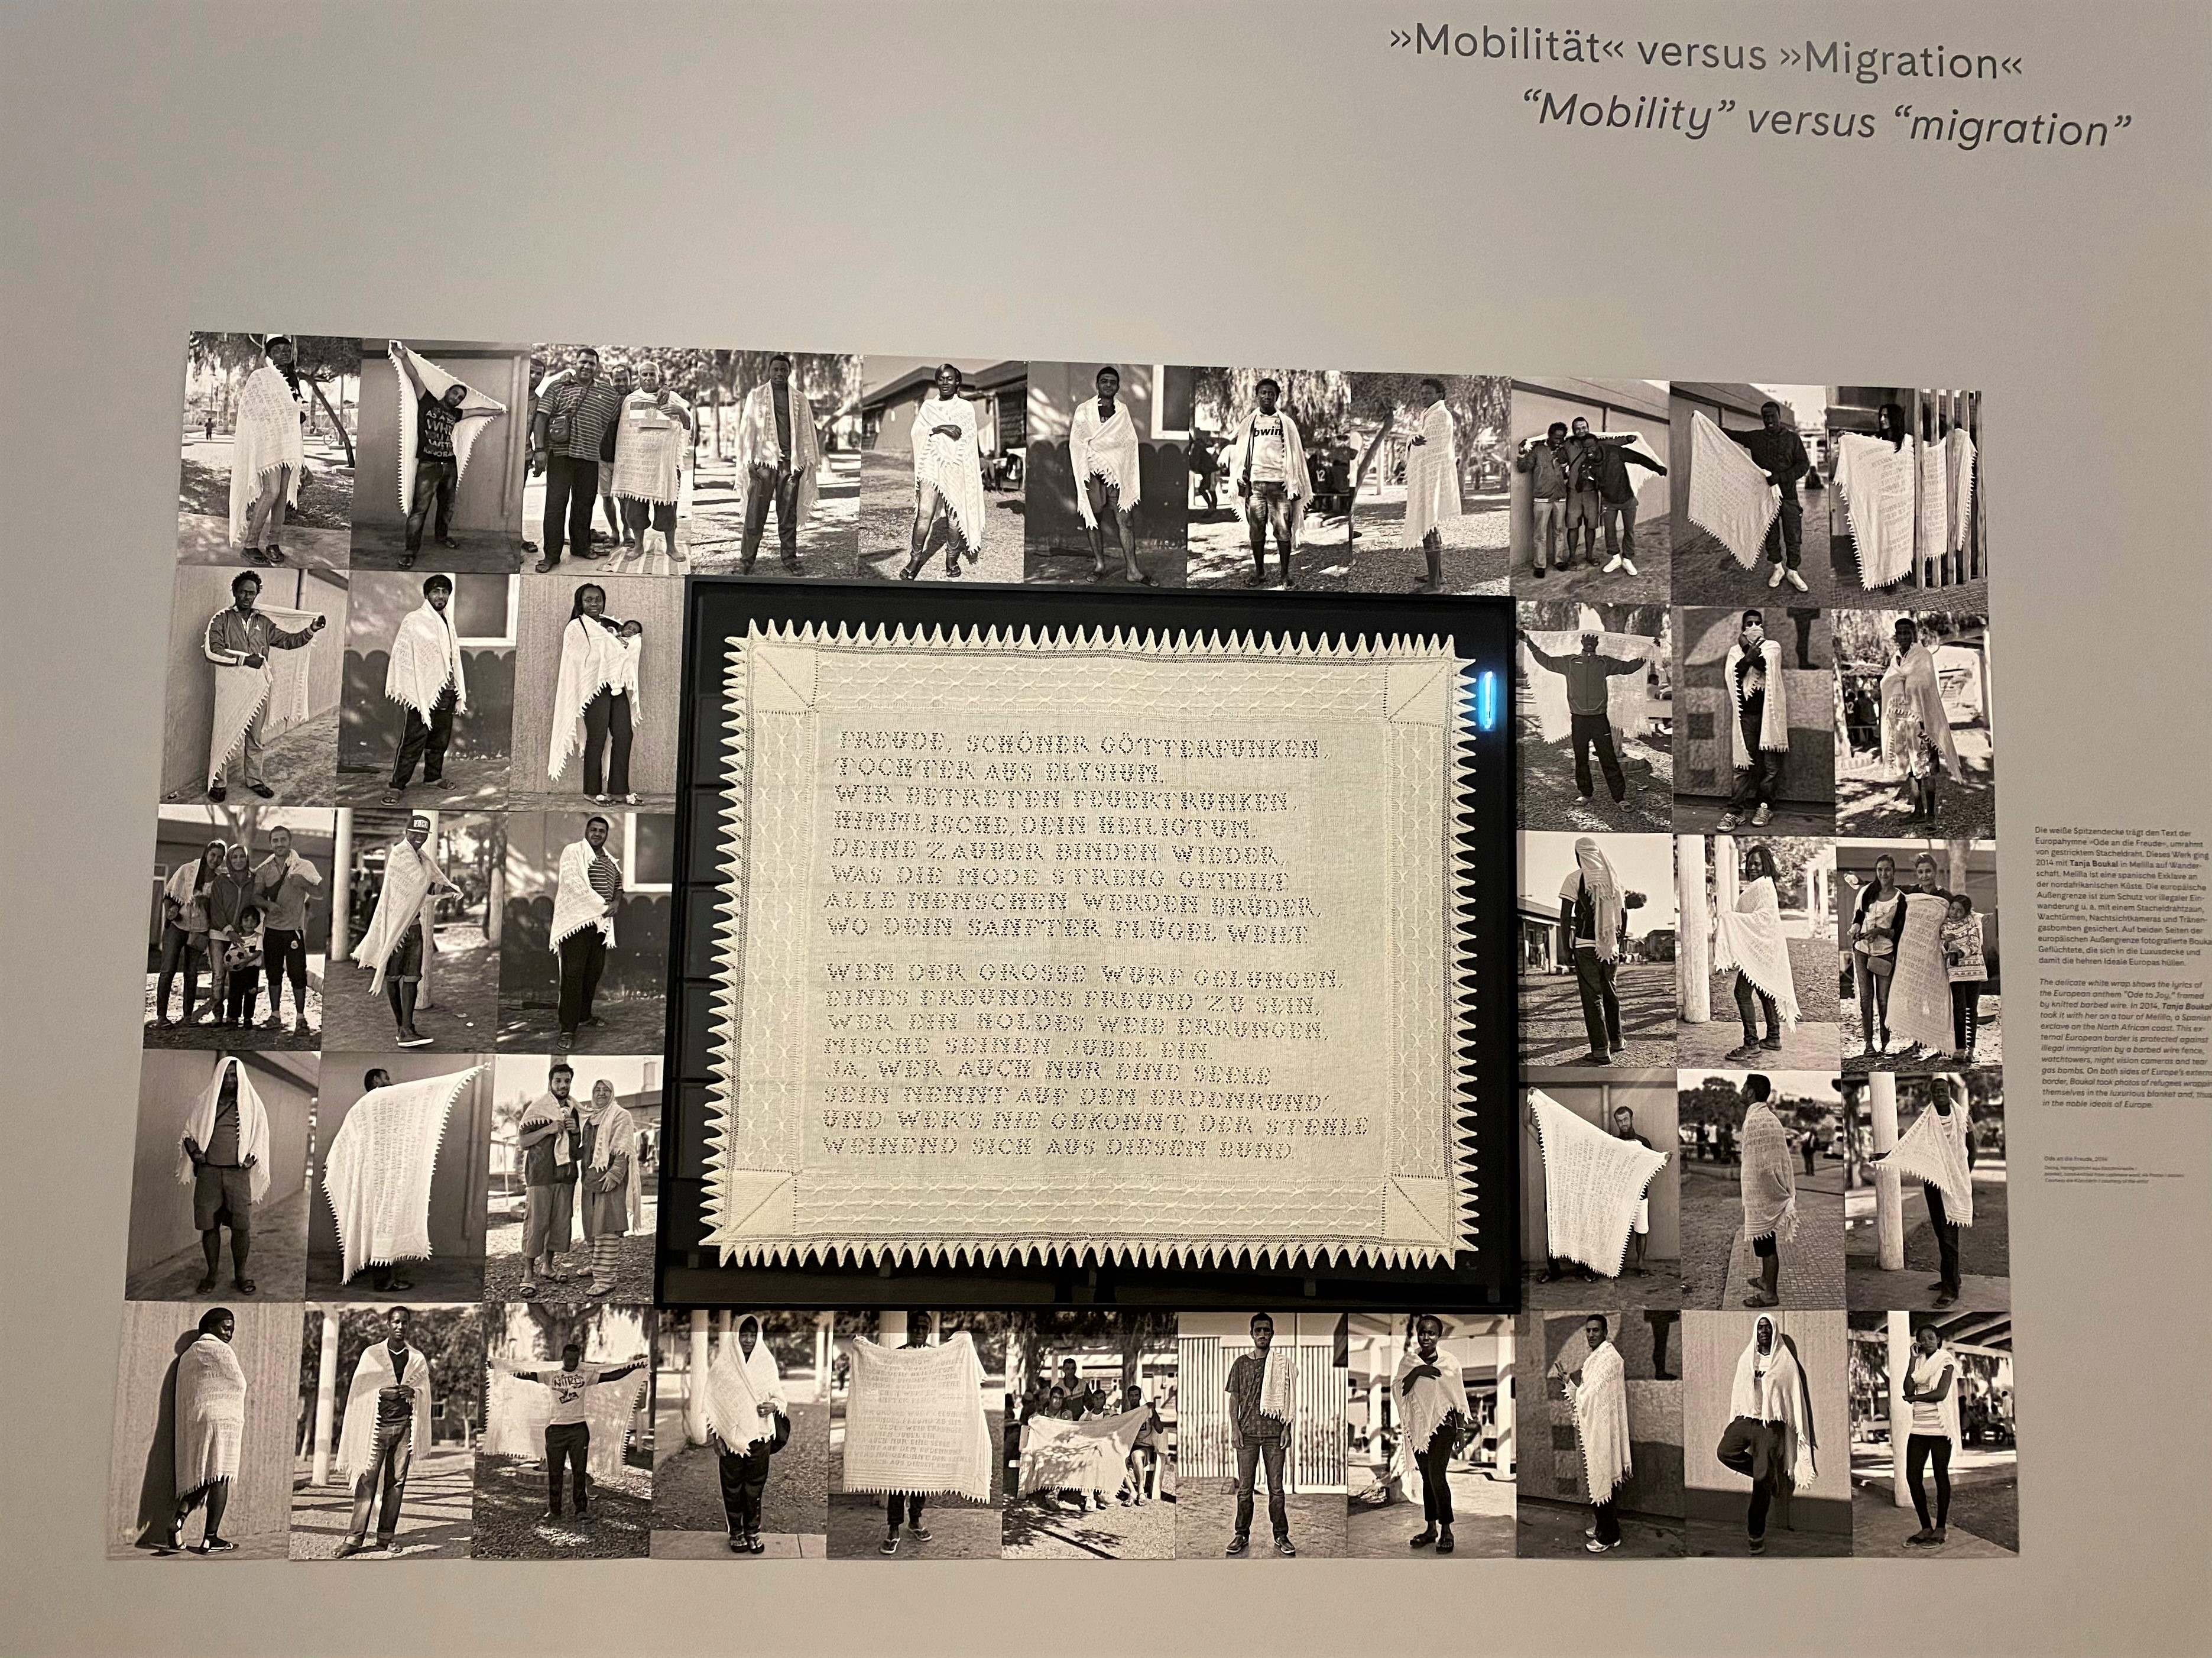 »Mobilität« versus »Migration«
“Mobility” versus “migration”
FREUDE, SCHÖNER GÖTTERFUNKEN,
TOCHTER AUS ELYSIUM.
WIR BETRETEN FEUERTRUNKEN,
HIMMLISCHE, DEIN HEILIGTUM.
DEINE ZAUBER BINDEN WIEDER,
WAS DIE MODE STRENG GETEILT,
ALLE MENSCHEN WERDEN BRÜDER,
WO DEIN SANFTER FLÜGEL WEILT.
WEM DER GROSSE WURF GELUNGEN,
EINES FREUNDES FREUND ZU SEIN,
WER EIN HOLDES WEIB ERRUNGEN,
MISCHE SEINEN JUBEL EIN.
JA, WER AUCH NUR EINE SEELE
SEIN NENNT AUF DEM ERDENRUND!
UND WER'S NIE GEKONNT, DER STEHLE
WEINEND SICH AUS DIESEM BUND.
Die weiße Spitzendecke trägt den Text der
Europahymne »Ode an die Freude«, umrahmt
von gestricktem Stacheldraht. Dieses Werk ging
2014 mit Tanja Boukal in Melilla auf Wander-
schaft. Melilla ist eine spanische Exklave an
der nordafrikanischen Küste. Die europäische
Außengrenze ist zum Schutz vor illegaler Ein-
wanderung u. a. mit einem Stacheldrahtzaun,
Wachtürmen, Nachtsichtkameras und Tränen-
gasbomben gesichert. Auf beiden Seiten der
europäischen Außengrenze fotografierte Bouka
Geflüchtete, die sich in die Luxusdecke und
damit die hehren Ideale Europas hüllen.
The delicate white wrap shows the lyrics of
the European anthem "Ode to Joy," framed
by knitted barbed wire. In 2014, Tanja Boukal
took it with her on a tour of Melilla, a Spanish
exclave on the North African coast. This ex-
ternal European border is protected against
illegal immigration by a barbed wire fence,
watchtowers, night vision cameras and tear
gas bombs. On both sides of Europe's extern
border, Boukal took photos of refugees wrappi
themselves in the luxurious blanket and, thus
in the noble ideals of Europe.
Ode an die Freude, 2014
bwin
12